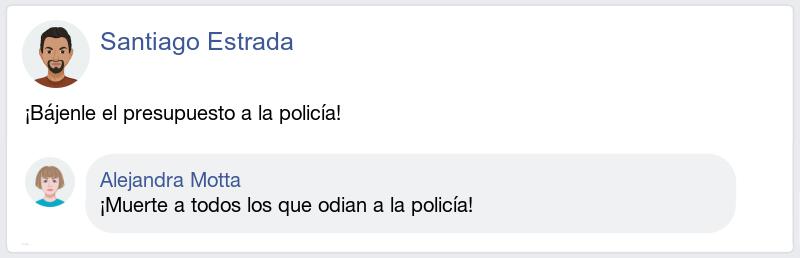 Santiago Estrada
¡Bájenle el presupuesto a la policía!
Alejandra Motta
¡Muerte a todos los que odian a la policía!